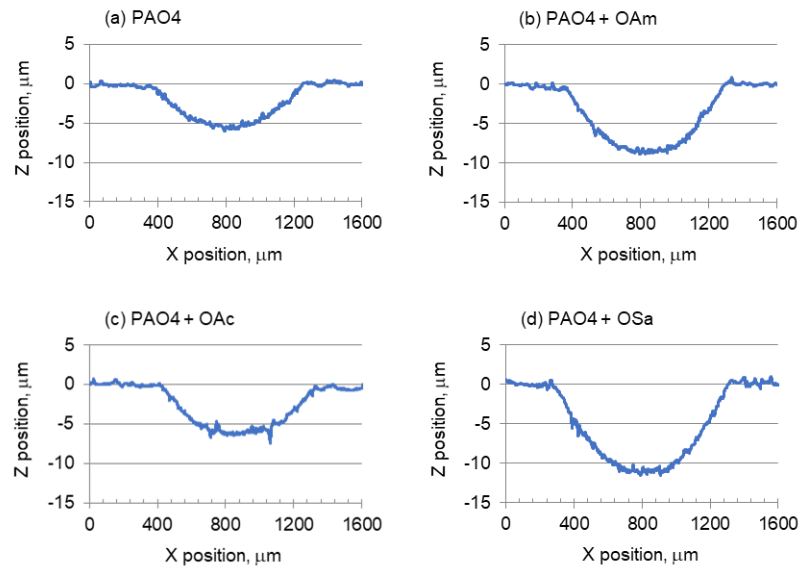 (a) PAO4
5
0
-5
-10
-15
Z position, μm
0 400 800 1200 1600
X position, μm
(b) PAO4 + OAm
5
0
-5
-10
-15
Z position, μm
0 400 800 1200 1600
X position, μm
(c) PAO4 + OAc
5
0
-5
-10
-15
Z position, μm
0 400 800 1200 1600
X position, μm
(d) PAO4 + OSa
5
0
-5
-10
-15
Z position, μm
0 400 800 1200 1600
X position, μm